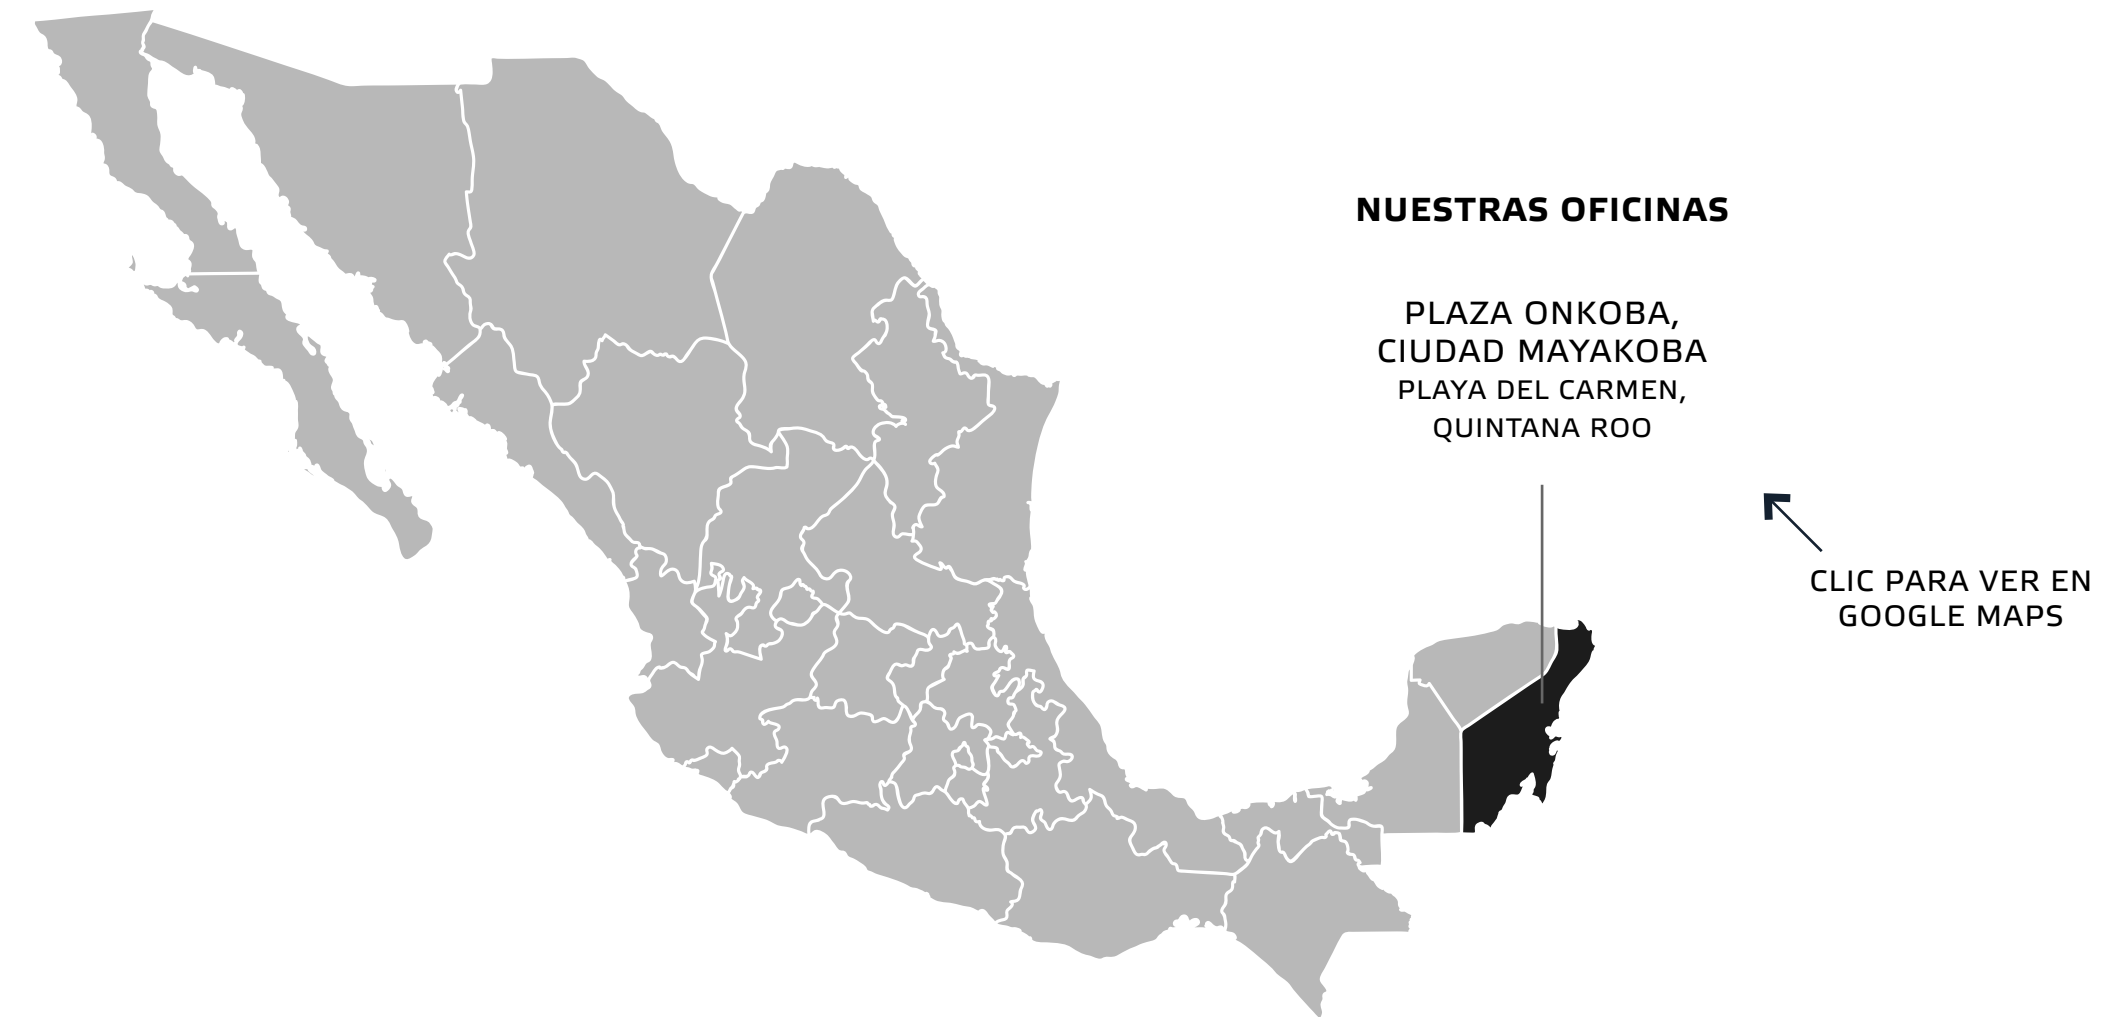 NUESTRAS OFICINAS
PLAZA ONKOBA,
CIUDAD MAYAKOBA
PLAYA DEL CARMEN,
QUINTANA ROO
CLIC PARA VER EN
GOOGLE MAPS